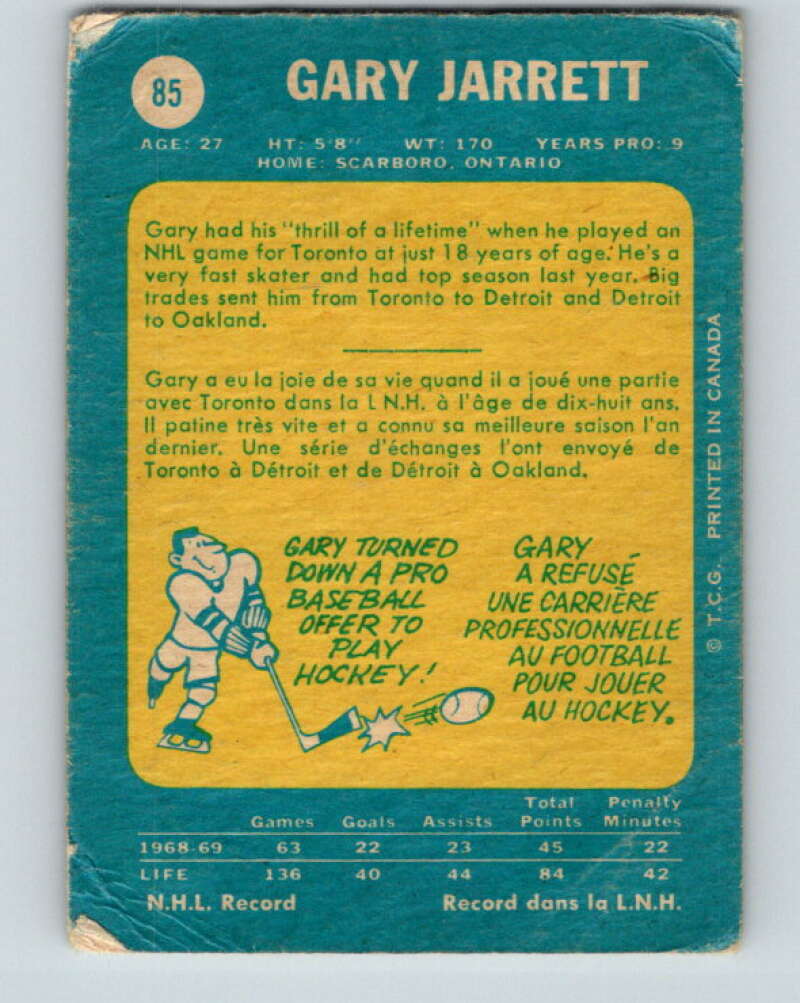 85
GARY JARRETT
AGE: 27 HT: 5'8" WT: 170 YEARS PRO: 9
HOME: SCARBORO, ONTARIO
Gary had his "thrill of a lifetime" when he played an
NHL game for Toronto at just 18 years of age. He's a
very fast skater and had top season last year. Big
trades sent him from Toronto to Detroit and Detroit
to Oakland.
Gary a eu la joie de sa vie quand il a joué une partie
avec Toronto dans la L N.H. à l'âge de dix-huit ans.
Il patine très vite et a connu sa meilleure saison l'an
dernier. Une série d'échanges l'ont envoyé de
Toronto à Détroit et de Détroit à Oakland.
GARY TURNED
DOWN A PRO
BASEBALL
OFFER TO
PLAY
HOCKEY!
GARY
A REFUSÉ
UNE CARRIÈRE
PROFESSIONNELLE
AU FOOTBALL
POUR JOUER
AU HOCKEY.
© T.C.G. PRINTED IN CANADA
Games Goals Assists Total Points Penalty Minutes
1968-69 63 22 23 45 22
LIFE 136 40 44 84 42
N.H.L. Record Record dans la L.N.H.